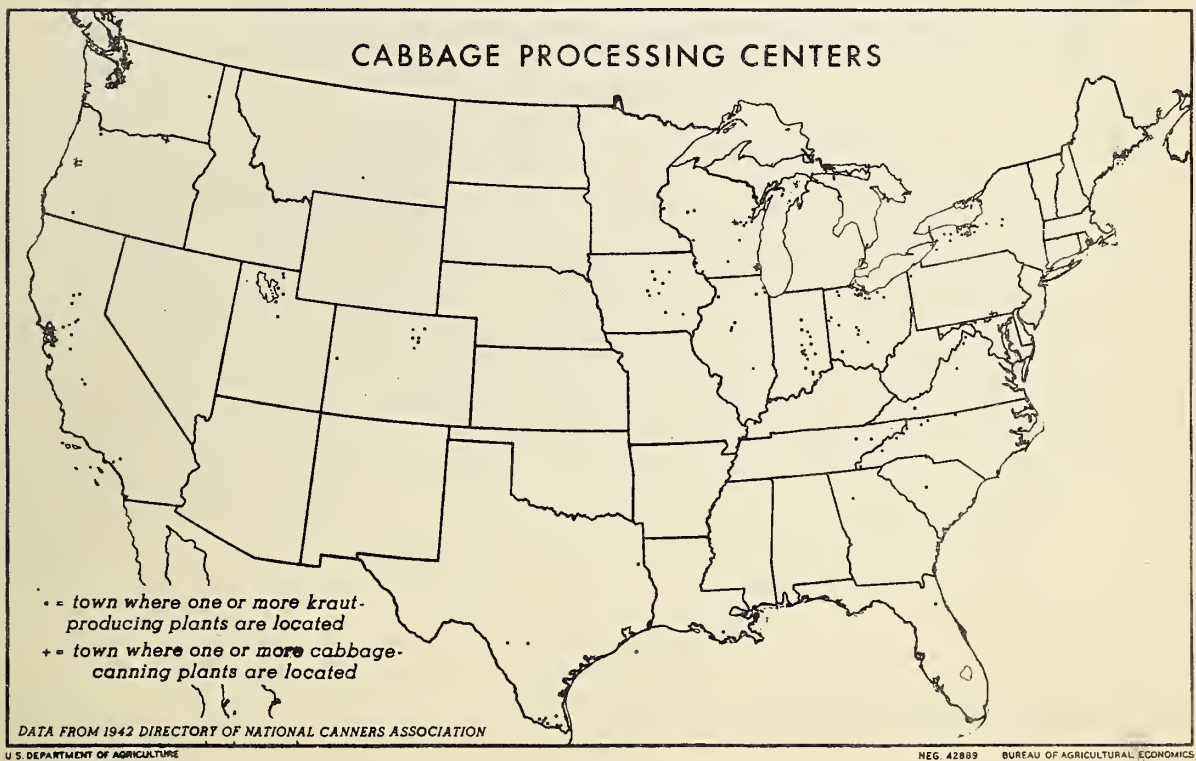 CABBAGE PROCESSING CENTERS
• = town where one or more kraut-
producing plants are located
+ = town where one or more cabbage-
canning plants are located
DATA FROM 1942 DIRECTORY OF NATIONAL CANNERS ASSOCIATION
U.S. DEPARTMENT OF AGRICULTURE
NEG. 42889 BUREAU OF AGRICULTURAL ECONOMICS